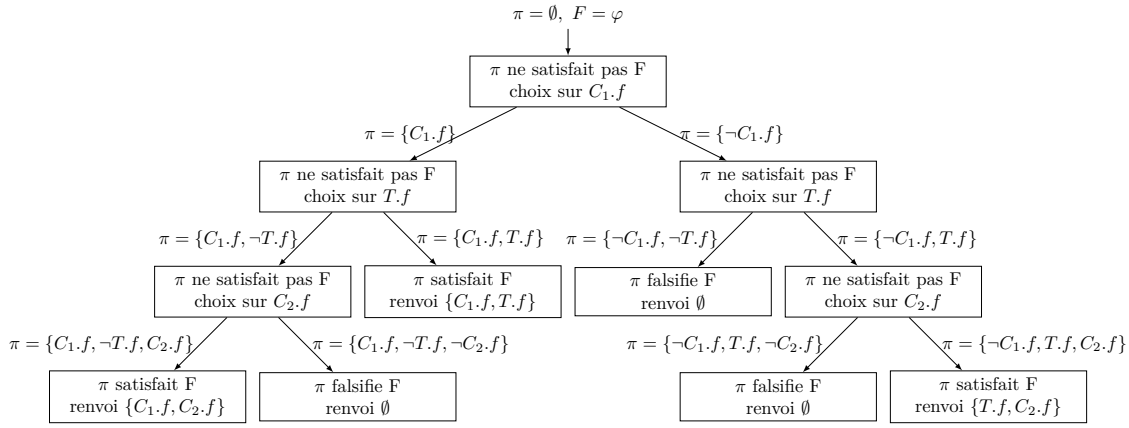 π = ∅, F = φ
π ne satisfait pas F
choix sur C₁.f
π = {C₁.f}
π = {¬C₁.f}
π ne satisfait pas F
choix sur T.f
π ne satisfait pas F
choix sur T.f
π = {C₁.f, ¬T.f}
π = {C₁.f, T.f}
π = {¬C₁.f, ¬T.f}
π = {¬C₁.f, T.f}
π ne satisfait pas F
choix sur C₂.f
π satisfait F
renvoi {C₁.f, T.f}
π falsifie F
renvoi ∅
π ne satisfait pas F
choix sur C₂.f
π = {C₁.f, ¬T.f, C₂.f}
π = {C₁.f, ¬T.f, ¬C₂.f}
π = {¬C₁.f, T.f, ¬C₂.f}
π = {¬C₁.f, T.f, C₂.f}
π satisfait F
renvoi {C₁.f, C₂.f}
π falsifie F
renvoi ∅
π falsifie F
renvoi ∅
π satisfait F
renvoi {T.f, C₂.f}